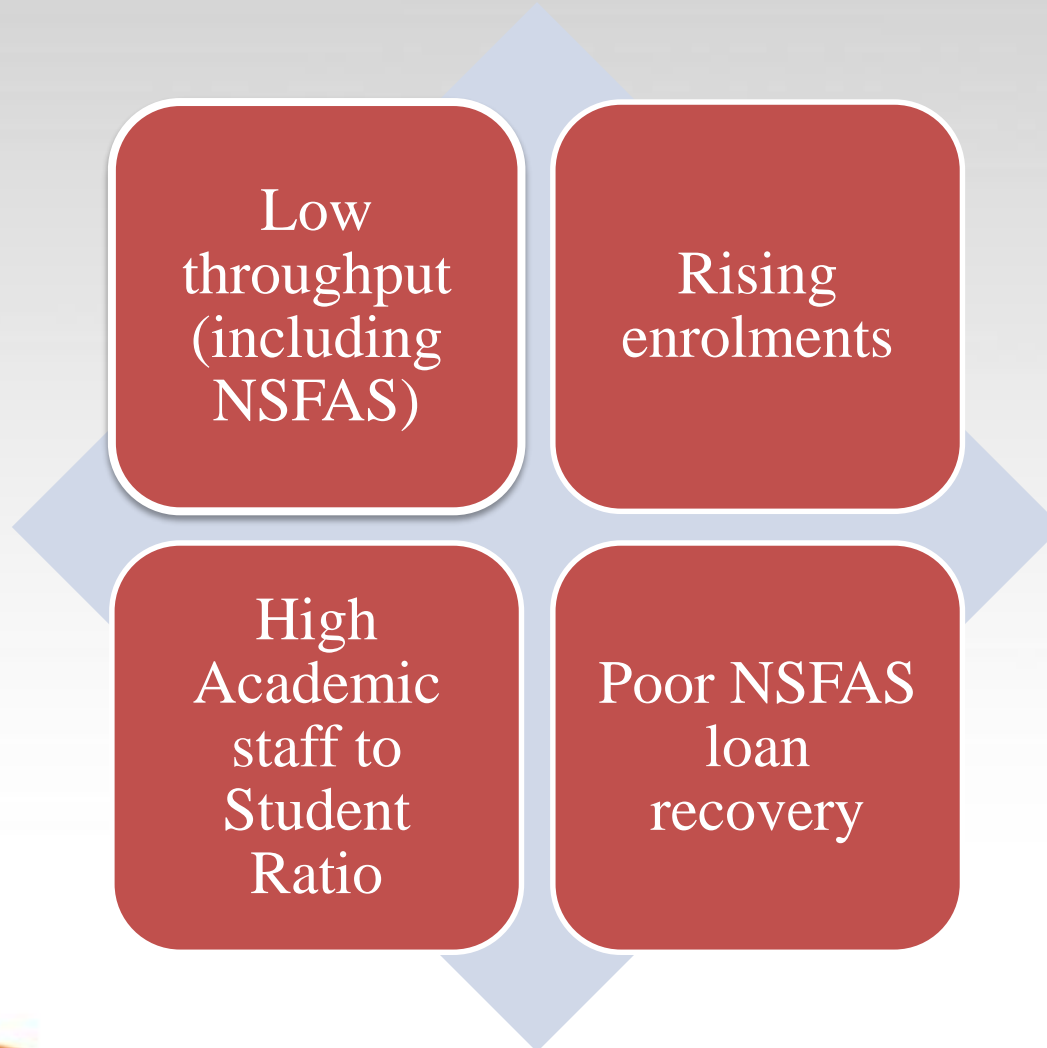 Low
throughput
(including
NSFAS)
Rising
enrolments
High
Academic
staff to
Student
Ratio
Poor NSFAS
loan
recovery